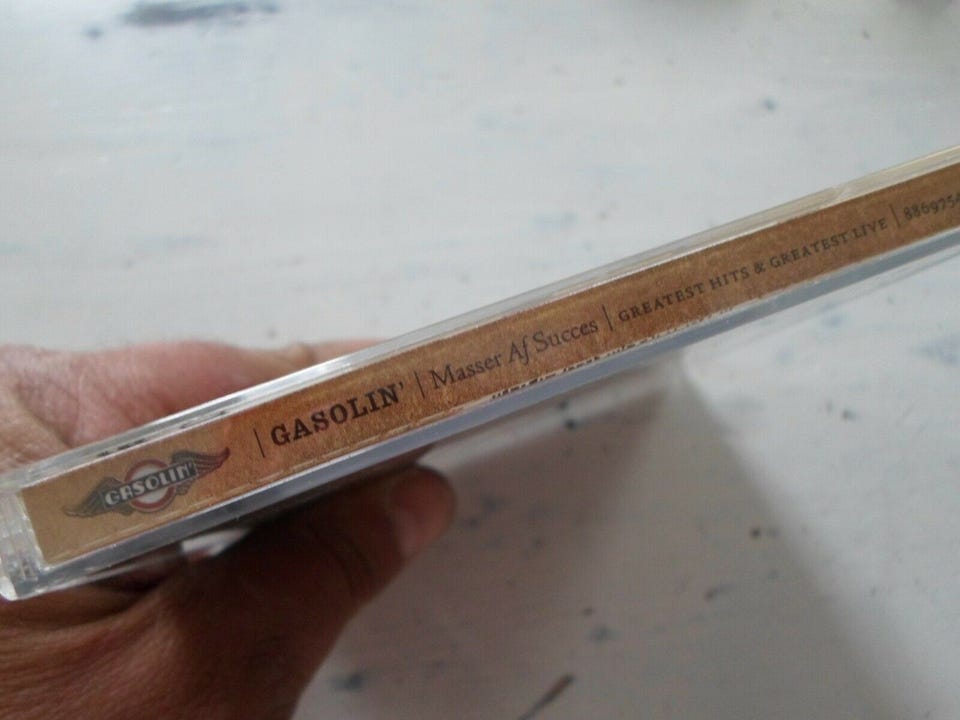 GASOLIN'
| GASOLIN' | Masser Af Succes | GREATEST HITS & GREATEST LIVE |